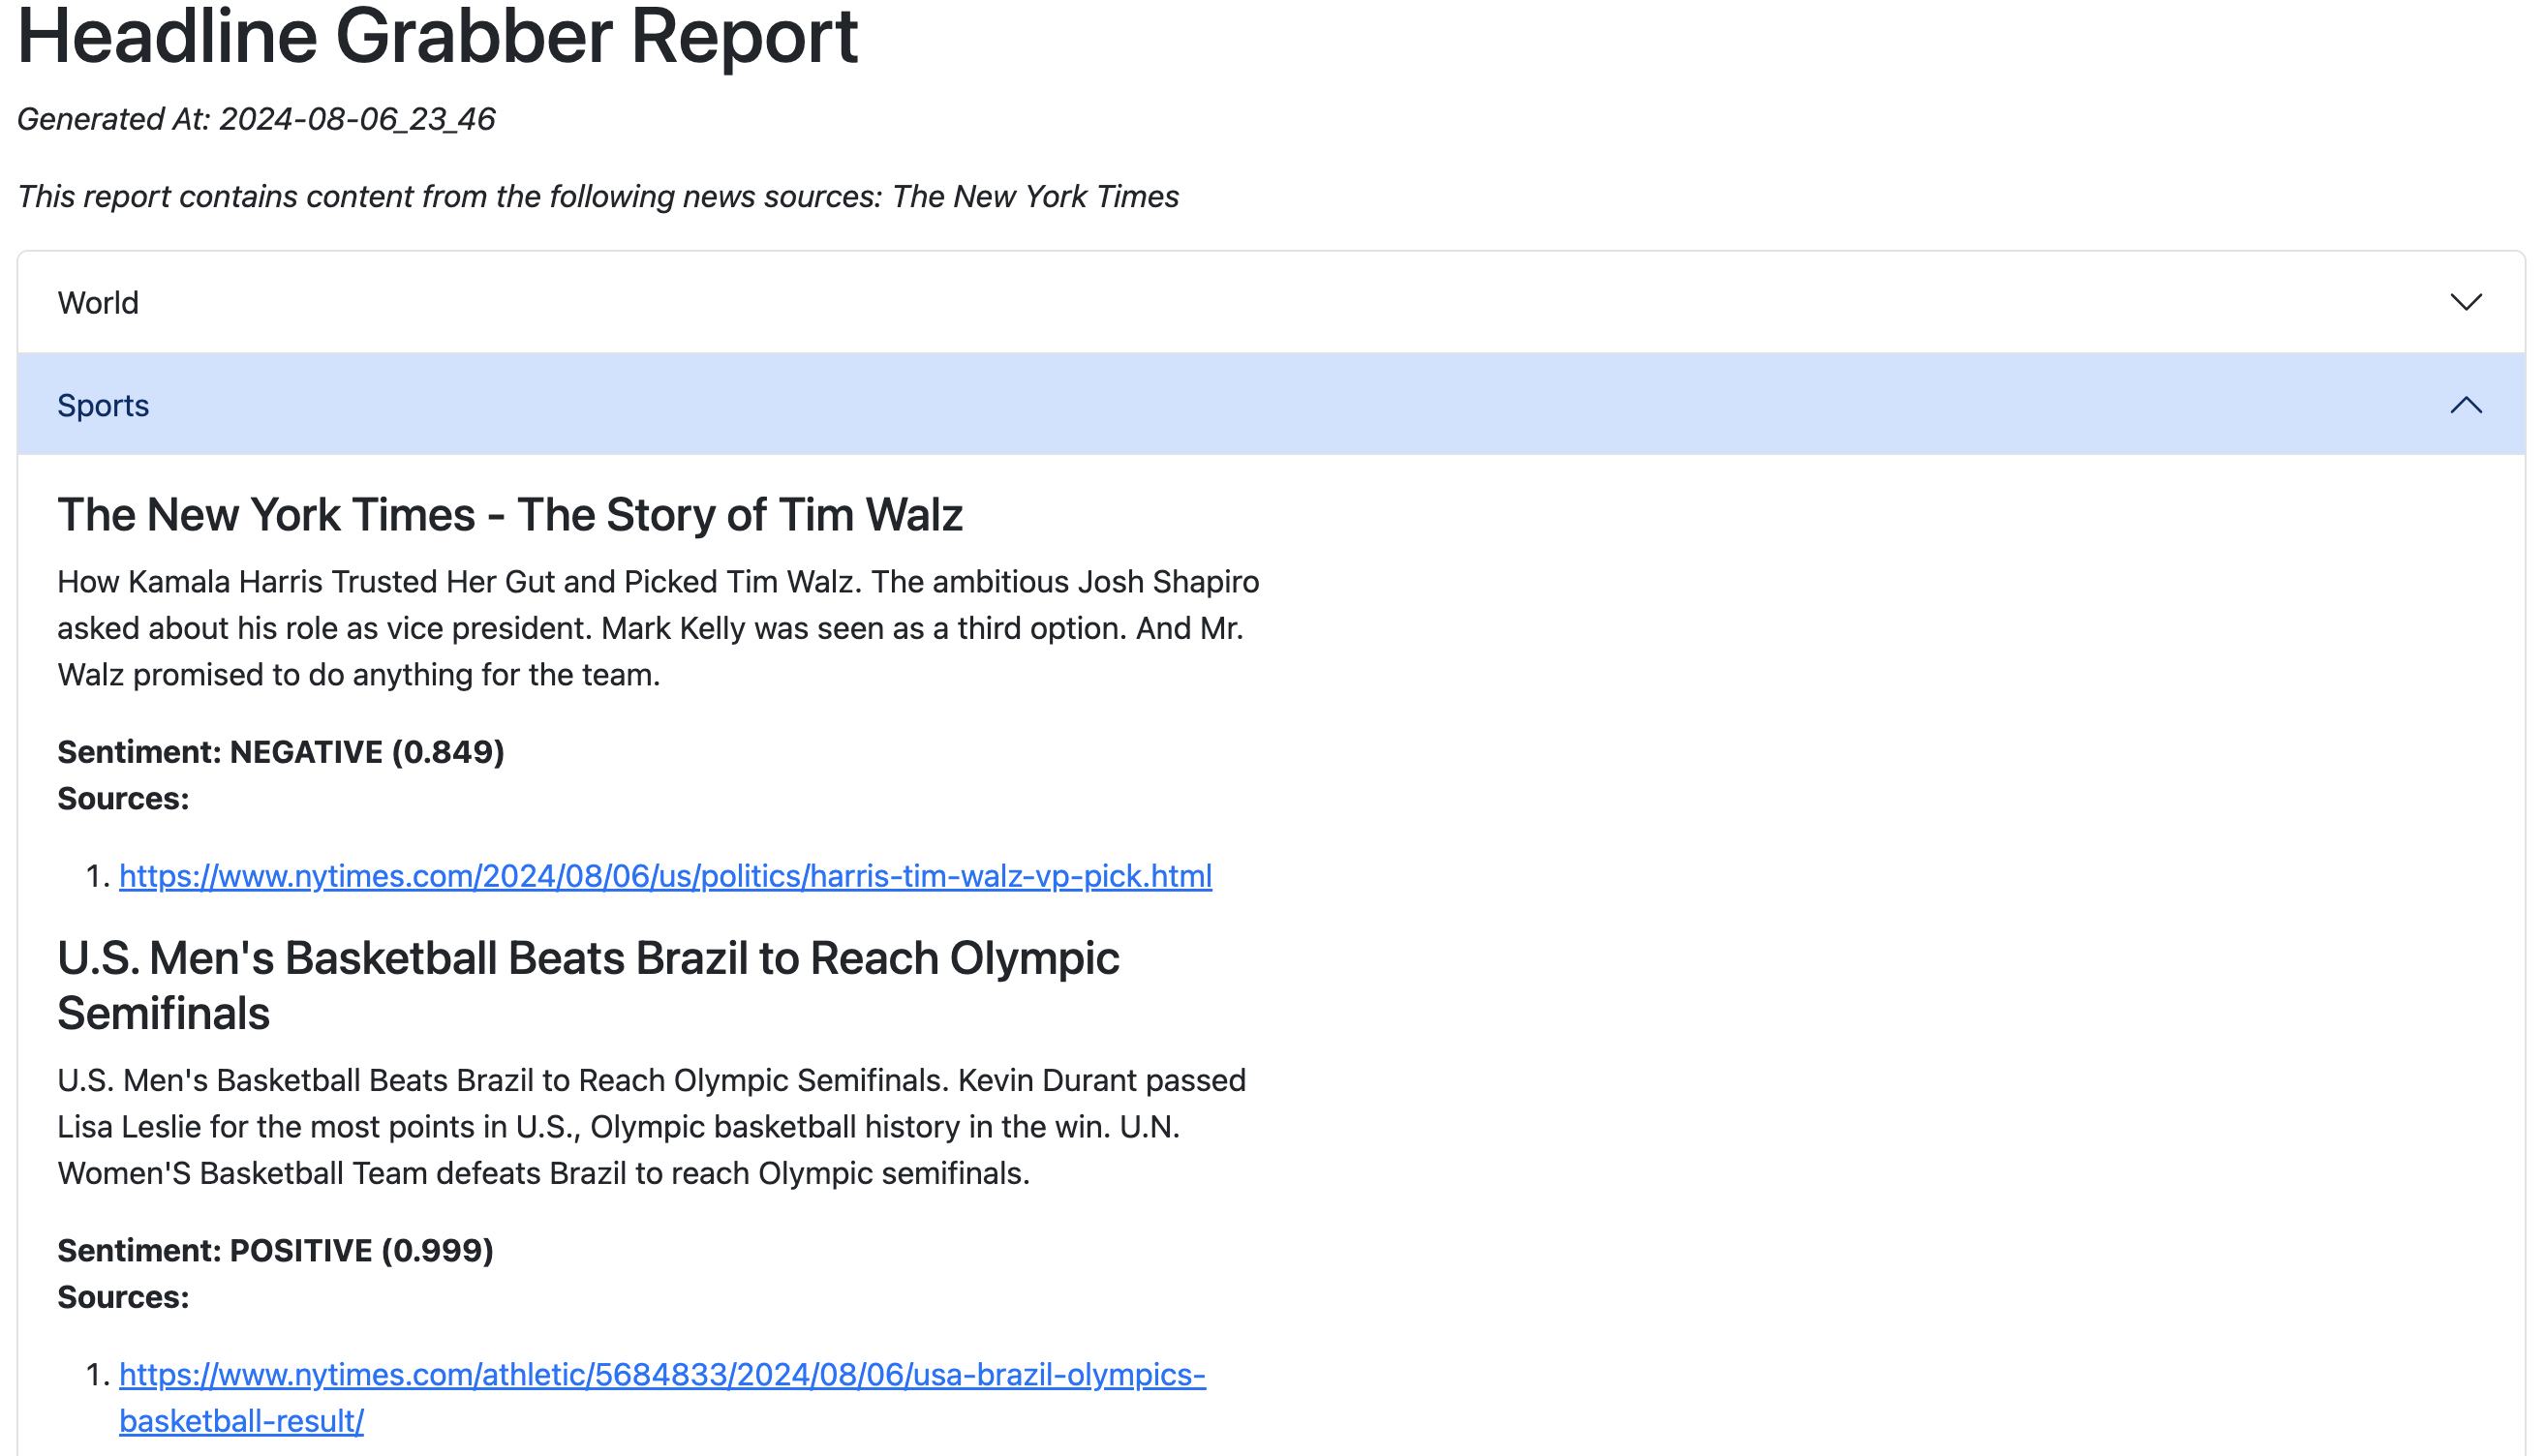 Headline Grabber Report
Generated At: 2024-08-06_23_46
This report contains content from the following news sources: The New York Times
World
Sports
The New York Times - The Story of Tim Walz
How Kamala Harris Trusted Her Gut and Picked Tim Walz. The ambitious Josh Shapiro
asked about his role as vice president. Mark Kelly was seen as a third option. And Mr.
Walz promised to do anything for the team.
Sentiment: NEGATIVE (0.849)
Sources:
1. https://www.nytimes.com/2024/08/06/us/politics/harris-tim-walz-vp-pick.html
U.S. Men's Basketball Beats Brazil to Reach Olympic
Semifinals
U.S. Men's Basketball Beats Brazil to Reach Olympic Semifinals. Kevin Durant passed
Lisa Leslie for the most points in U.S., Olympic basketball history in the win. U.N.
Women'S Basketball Team defeats Brazil to reach Olympic semifinals.
Sentiment: POSITIVE (0.999)
Sources:
1. https://www.nytimes.com/athletic/5684833/2024/08/06/usa-brazil-olympics-
basketball-result/